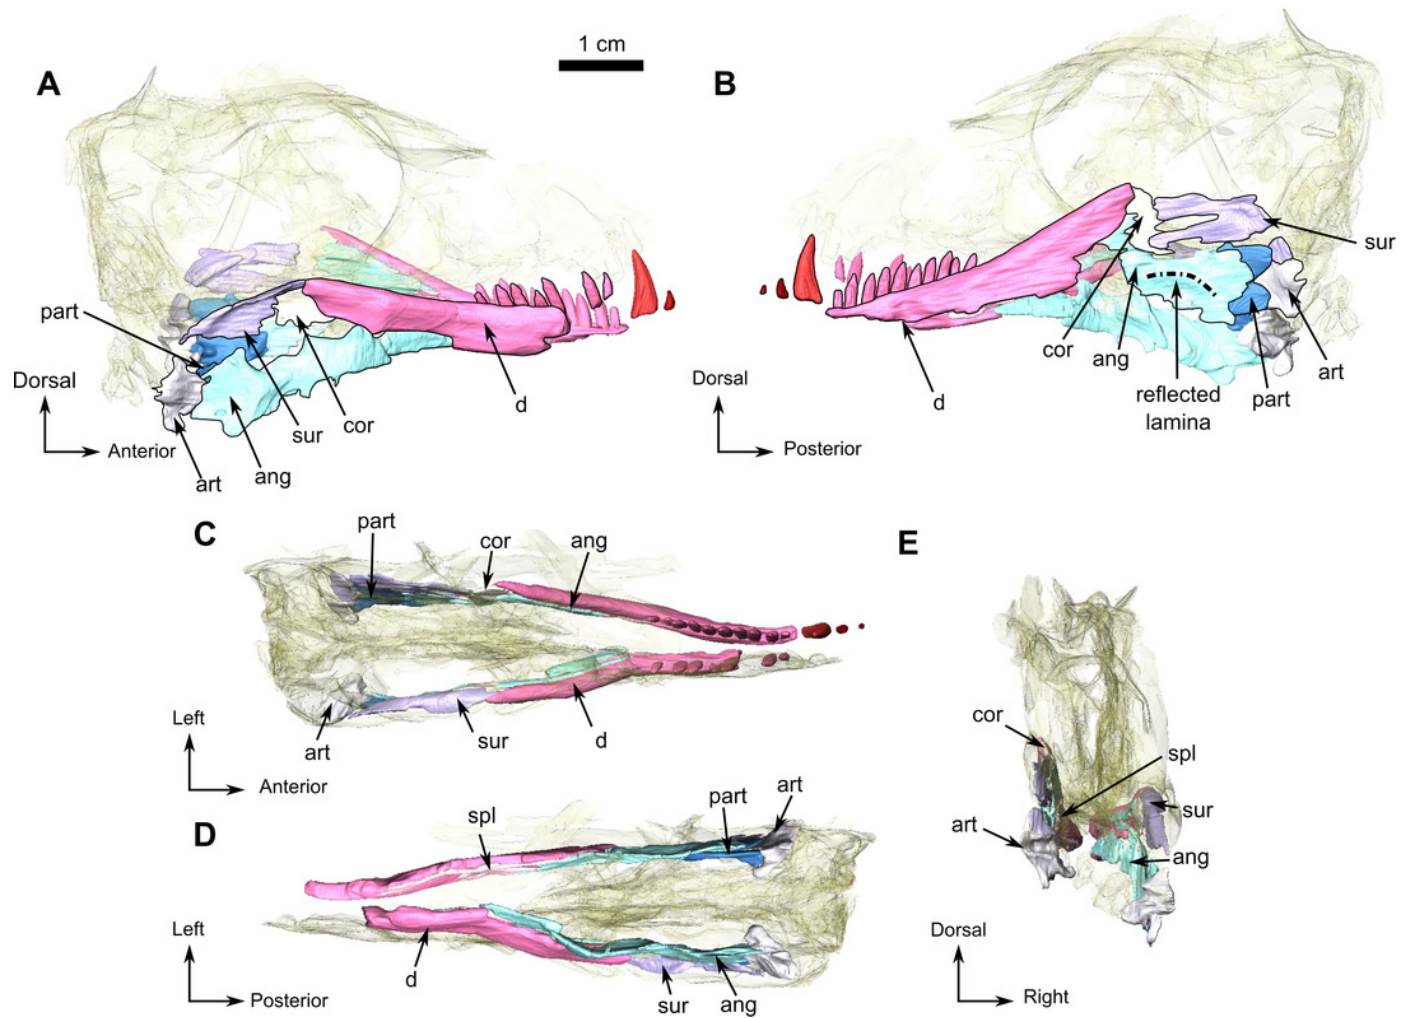 1 cm
A
part
Dorsal
Anterior
art
ang
sur
cor
d
B
sur
cor
ang
reflected
lamina
part
art
d
Dorsal
Posterior
C
part
cor
ang
Left
art
Anterior
sur
d
D
spl
part
art
Left
Posterior
d
sur
ang
E
cor
spl
art
sur
ang
Dorsal
Right